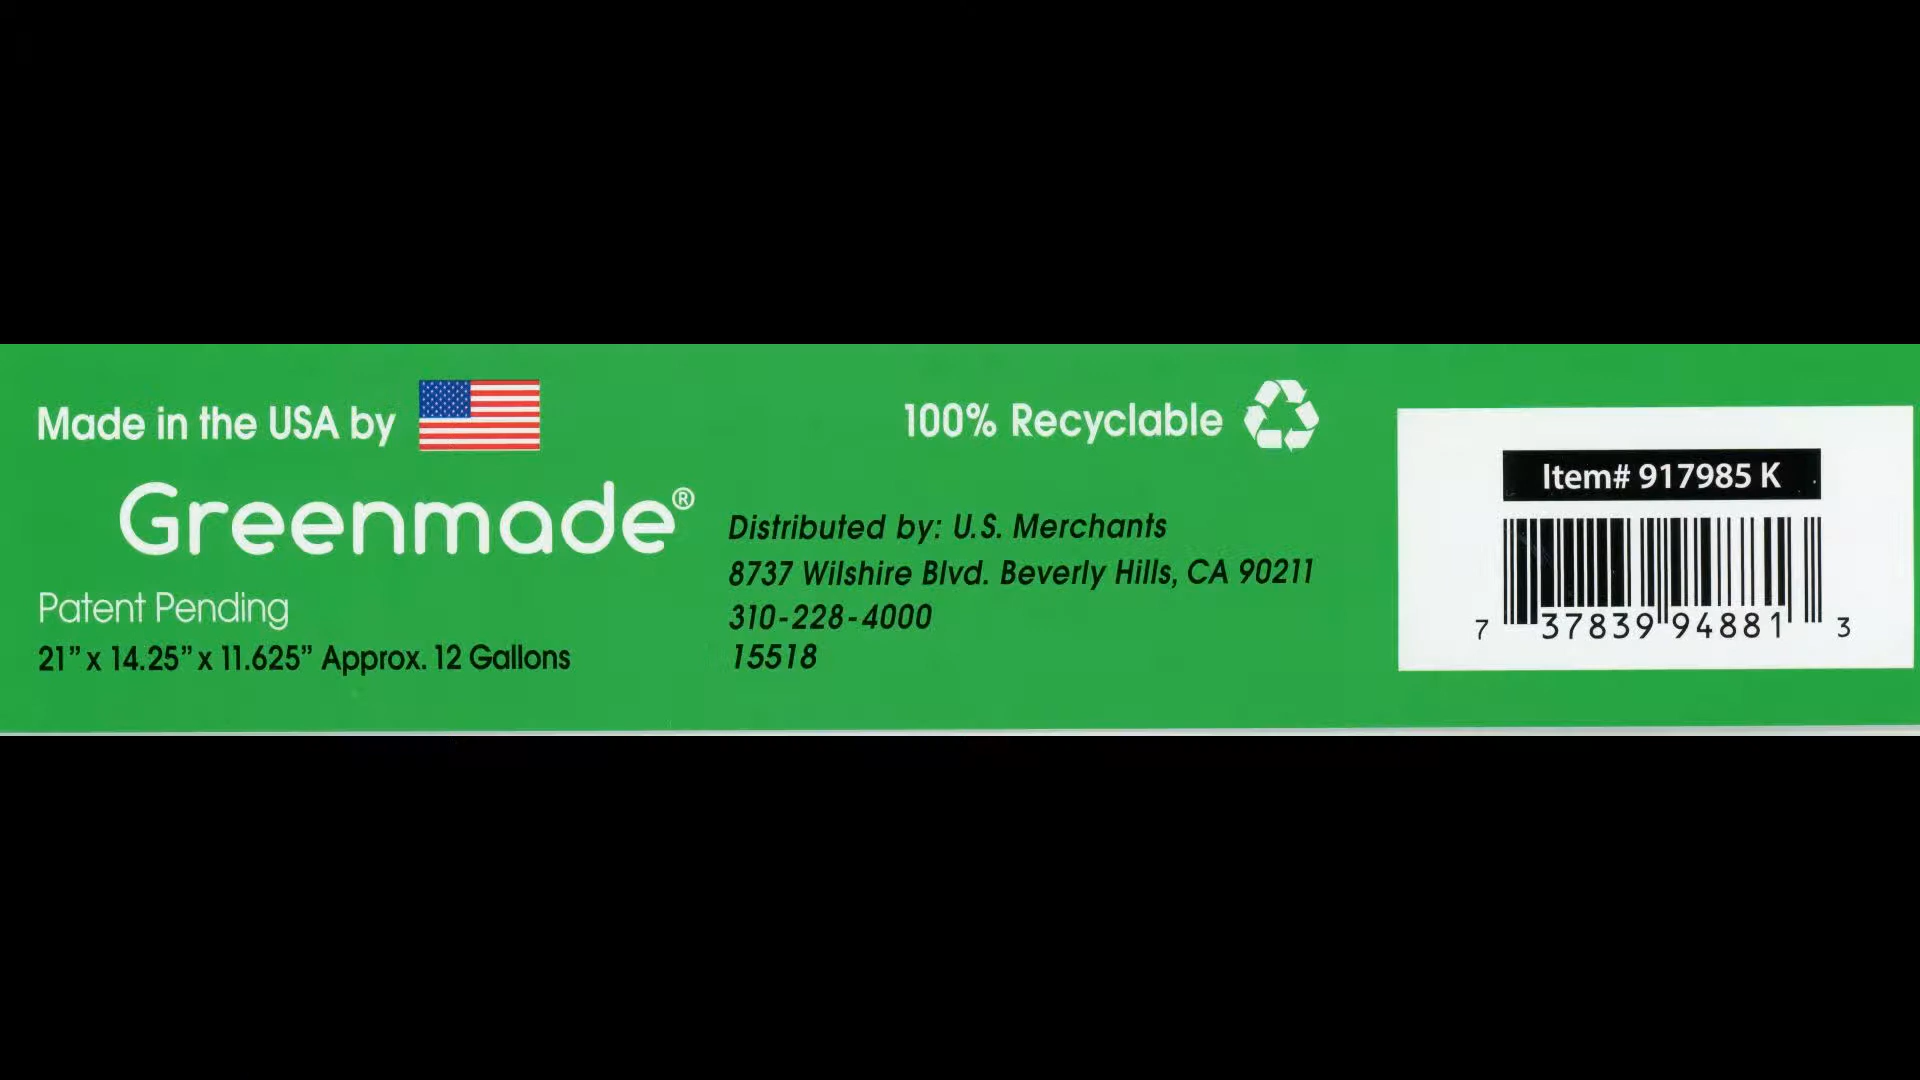 Made in the USA by
Greenmade®
Patent Pending
21” x 14.25” x 11.625” Approx. 12 Gallons
100% Recyclable
Distributed by: U.S. Merchants
8737 Wilshire Blvd. Beverly Hills, CA 90211
310-228-4000
15518
Item# 917985 K
7 37839 94881 3